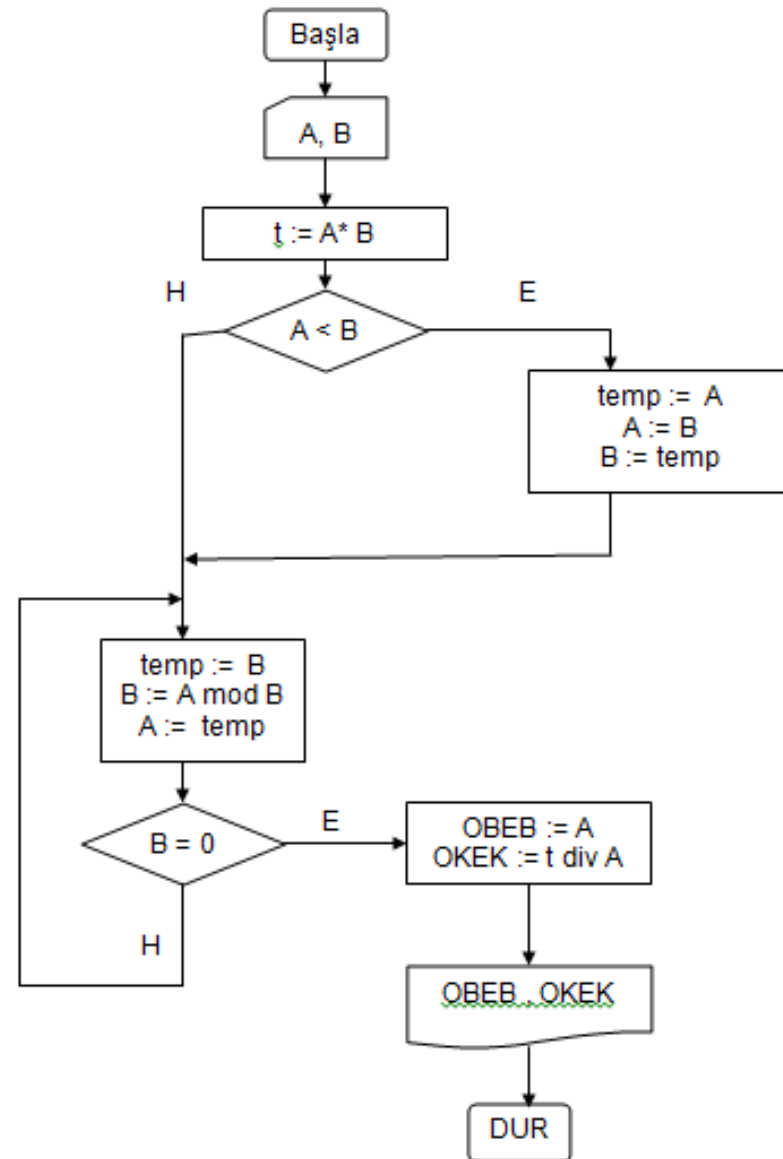 Başla
A, B
t := A* B
H
E
A < B
temp := A
A := B
B := temp
temp := B
B := A mod B
A := temp
B = 0
E
OBEB := A
OKEK := t div A
H
OBEB , OKEK
DUR